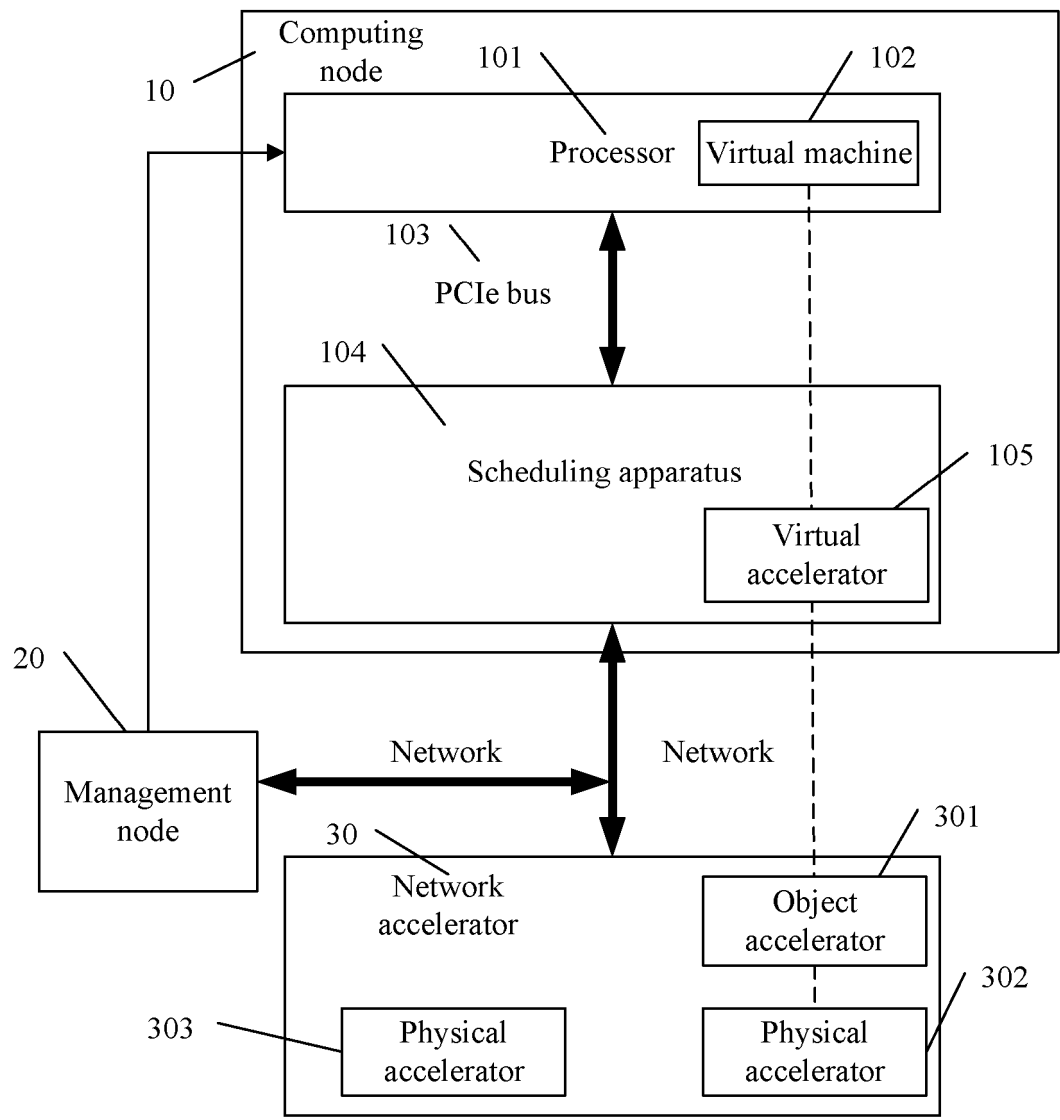 Computing
node
10
101
102
Processor
Virtual machine
103
PCIe bus
104
Scheduling apparatus
105
Virtual
accelerator
20
Management
node
Network
Network
30
Network
accelerator
301
Object
accelerator
302
303
Physical
accelerator
Physical
accelerator